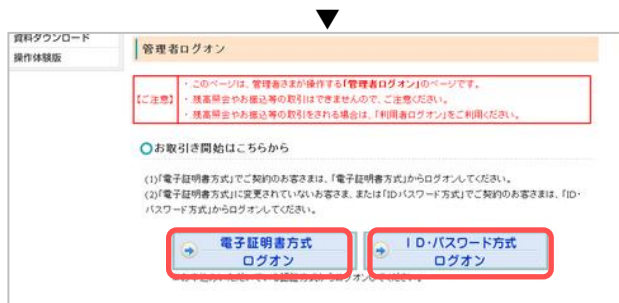 ▼
資料ダウンロード
操作体験版
管理者ログオン
【ご注意】
・このページは、管理者さまが操作する「管理者ログオン」のページです。
・残高照会やお振込等の取引はできませんので、ご注意ください。
・残高照会やお振込等の取引をされる場合は、「利用者ログオン」をご利用ください。
お取引き開始はこちらから
(1)「電子証明書方式」でご契約のお客さまは、「電子証明書方式」からログオンしてください。
(2)「電子証明書方式」に変更されていないお客さま、または「IDパスワード方式」でご契約のお客さまは、「ID・
パスワード方式」からログオンしてください。
電子証明書方式
ログオン
ID・パスワード方式
ログオン